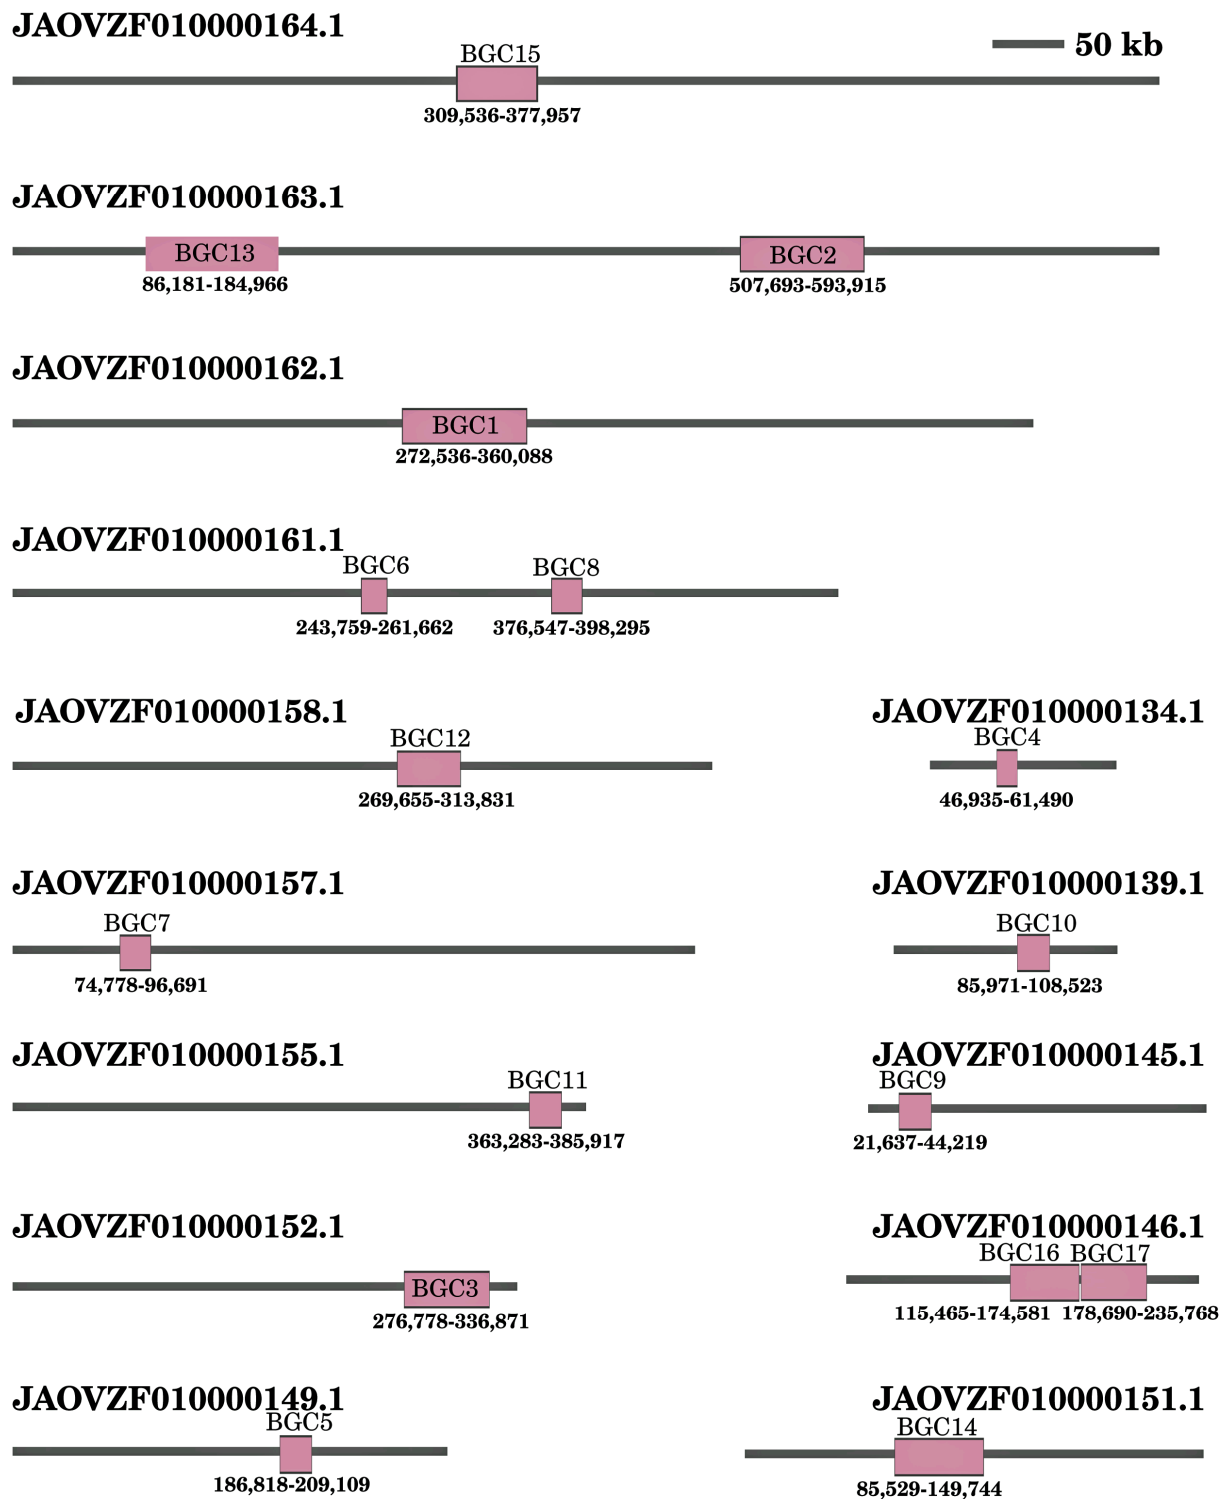 JAOVZF010000164.1
50 kb
BGC15
309,536-377,957
JAOVZF010000163.1
BGC13
BGC2
86,181-184,966
507,693-593,915
JAOVZF010000162.1
BGC1
272,536-360,088
JAOVZF010000161.1
BGC6
BGC8
243,759-261,662
376,547-398,295
JAOVZF010000158.1
BGC12
269,655-313,831
JAOVZF010000134.1
BGC4
46,935-61,490
JAOVZF010000157.1
BGC7
74,778-96,691
JAOVZF010000139.1
BGC10
85,971-108,523
JAOVZF010000155.1
BGC11
363,283-385,917
JAOVZF010000145.1
BGC9
21,637-44,219
JAOVZF010000152.1
BGC3
276,778-336,871
JAOVZF010000146.1
BGC16
BGC17
115,465-174,581
178,690-235,768
JAOVZF010000149.1
BGC5
186,818-209,109
JAOVZF010000151.1
BGC14
85,529-149,744